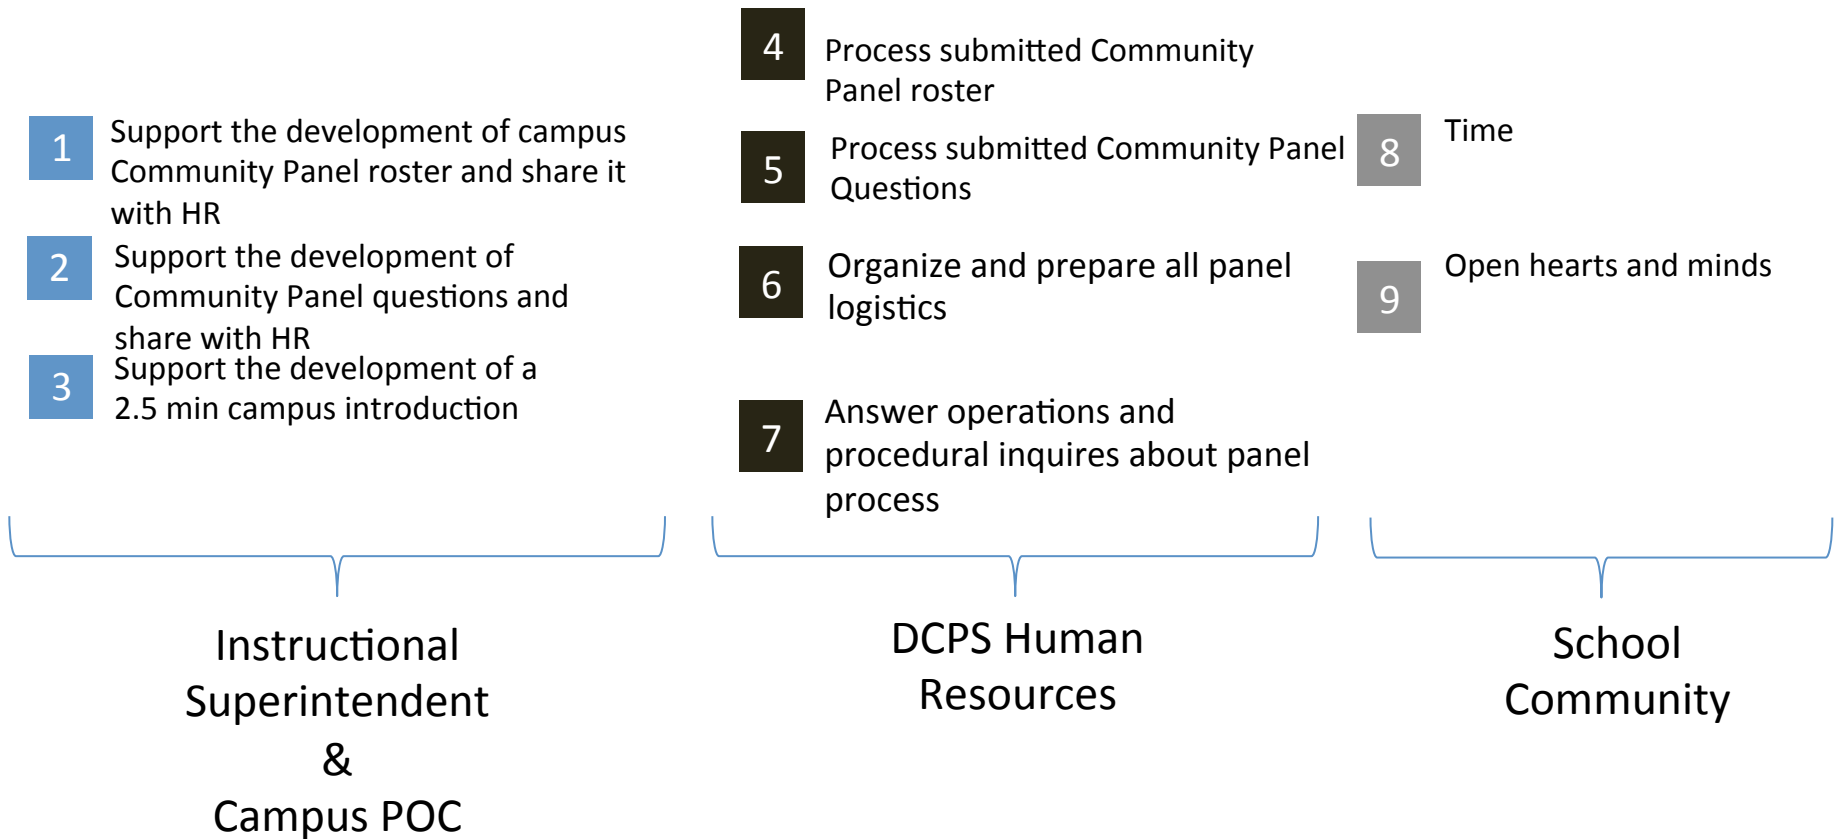 1
Support the development of campus
Community Panel roster and share it
with HR
2
Support the development of
Community Panel questions and
share with HR
3
Support the development of a
2.5 min campus introduction
Instructional
Superintendent
&
Campus POC
4
Process submitted Community
Panel roster
5
Process submitted Community Panel
Questions
6
Organize and prepare all panel
logistics
7
Answer operations and
procedural inquires about panel
process
DCPS Human
Resources
8
Time
9
Open hearts and minds
School
Community